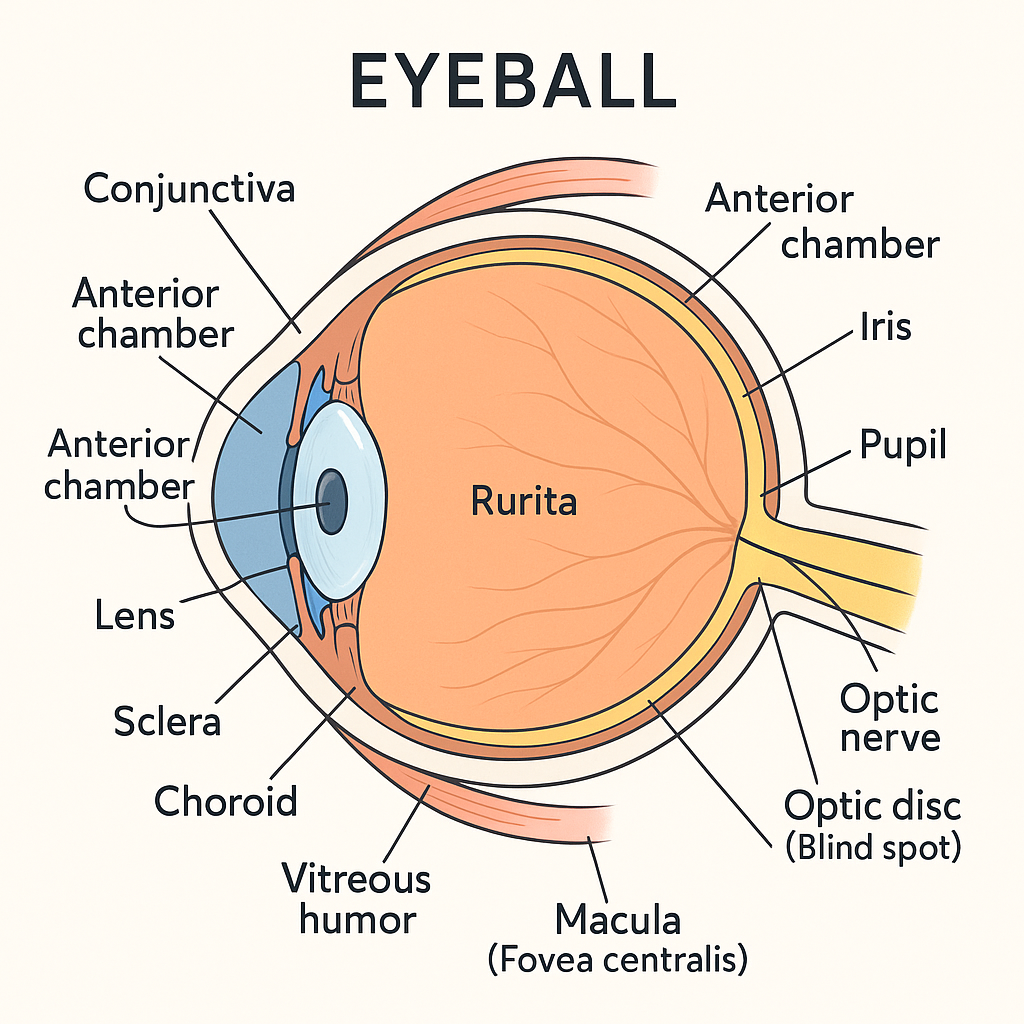 EYEBALL
Conjunctiva
Anterior
chamber
Anterior
chamber
Anterior
chamber
Iris
Pupil
Rurita
Lens
Sclera
Choroid
Vitreous
humor
Macula
(Fovea centralis)
Optic
nerve
Optic disc
(Blind spot)